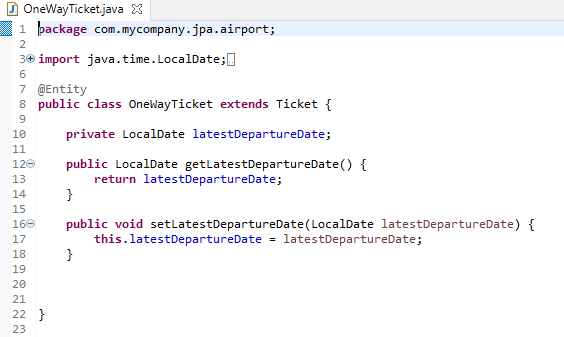 OneWayTicket.java
1 package com.mycompany.jpa.airport;
2
3 import java.time.LocalDate;
6
7 @Entity
8 public class OneWayTicket extends Ticket {
9
10     private LocalDate latestDepartureDate;
11
12     public LocalDate getLatestDepartureDate() {
13         return latestDepartureDate;
14     }
15
16     public void setLatestDepartureDate(LocalDate latestDepartureDate) {
17         this.latestDepartureDate = latestDepartureDate;
18     }
19
20
21
22 }
23